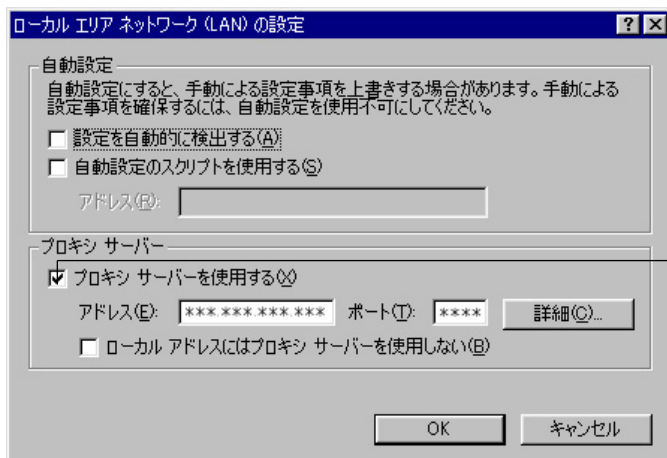 ローカル エリア ネットワーク (LAN) の設定
自動設定
自動設定にすると、手動による設定事項を上書きする場合があります。手動による
設定事項を確保するには、自動設定を使用不可にしてください。
設定を自動的に検出する(A)
自動設定のスクリプトを使用する(S)
アドレス(R):
プロキシ サーバー
プロキシ サーバーを使用する(X)
アドレス(E): ***.***.***.*** ポート(T): **** 詳細(C)...
ローカル アドレスにはプロキシ サーバーを使用しない(B)
OK キャンセル